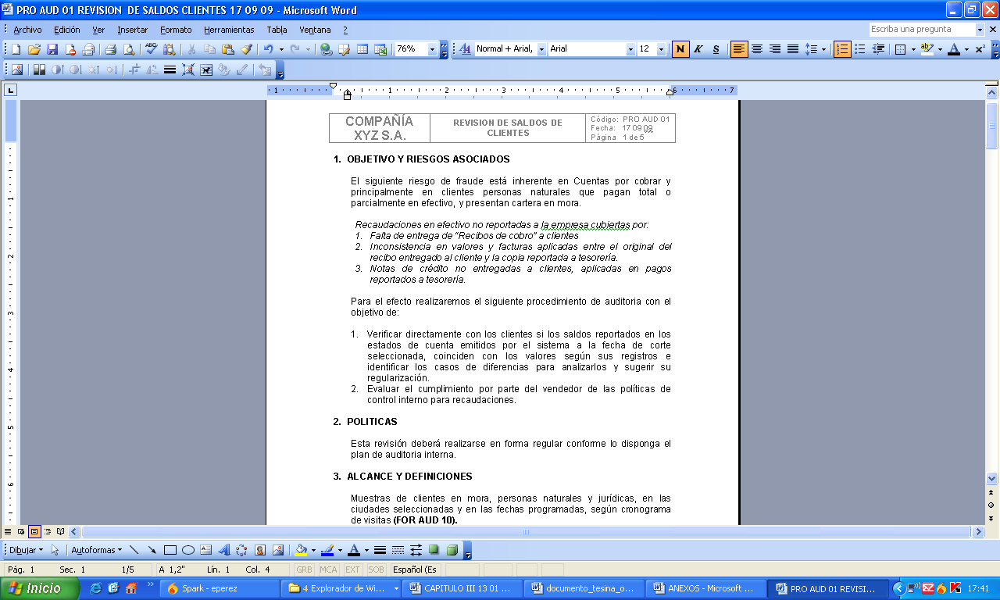 PRO AUD 01 REVISION  DE SALDOS CLIENTES 17 09 09 - Microsoft Word
Archivo Edición Ver Insertar Formato Herramientas Tabla Ventana ? Escriba una pregunta
76% Normal + Arial, Arial 12 N K S
1 1 2 3 4 5 6 7
COMPAÑÍA
XYZ S.A.
REVISION DE SALDOS DE
CLIENTES
Código: PRO AUD 01
Fecha: 17 09 09
Página 1 de 5
1. OBJETIVO Y RIESGOS ASOCIADOS
El siguiente riesgo de fraude está inherente en Cuentas por cobrar y
principalmente en clientes personas naturales que pagan total o
parcialmente en efectivo, y presentan cartera en mora.
Recaudaciones en efectivo no reportadas a la empresa cubiertas por:
1. Falta de entrega de "Recibos de cobro" a clientes
2. Inconsistencia en valores y facturas aplicadas entre el original del
recibo entregado al cliente y la copia reportada a tesorería.
3. Notas de crédito no entregadas a clientes, aplicadas en pagos
reportados a tesorería.
Para el efecto realizaremos el siguiente procedimiento de auditoria con el
objetivo de:
1. Verificar directamente con los clientes si los saldos reportados en los
estados de cuenta emitidos por el sistema a la fecha de corte
seleccionada, coinciden con los valores según sus registros e
identificar los casos de diferencias para analizarlos y sugerir su
regularización.
2. Evaluar el cumplimiento por parte del vendedor de las políticas de
control interno para recaudaciones.
2. POLITICAS
Esta revisión deberá realizarse en forma regular conforme lo disponga el
plan de auditoria interna.
3. ALCANCE Y DEFINICIONES
Muestras de clientes en mora, personas naturales y jurídicas, en las
ciudades seleccionadas y en las fechas programadas, según cronograma
de visitas (FOR AUD 10).
Dibujar Autoformas
Pág. 1 Sec. 1 1/5 A 1,2" Lín. 1 Col. 4 GRB MCA EXT SOB Español (Es
Inicio Spark - eperez 4 Explorador de Wi... CAPITULO III 13 01 ... documento_tesina_o... ANEXOS - Microsoft ... PRO AUD 01 REVISI... 17:41